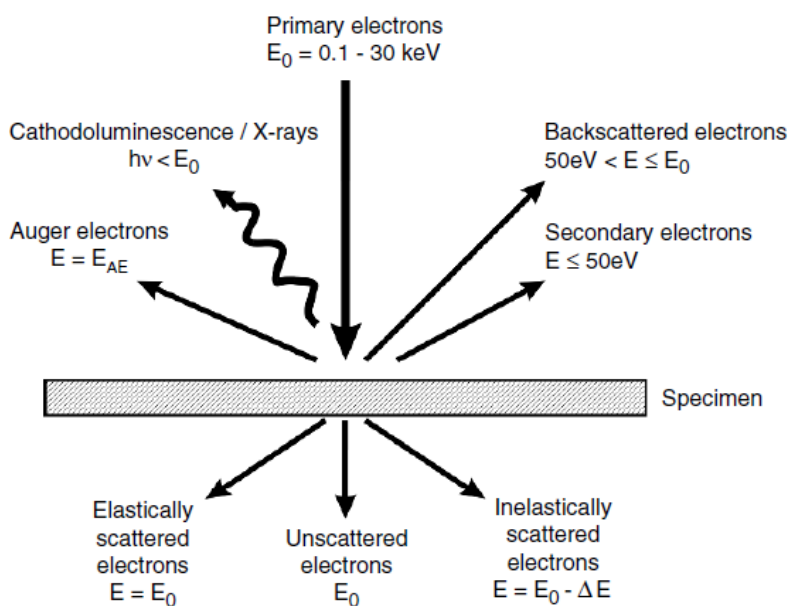 Primary electrons
E₀ = 0.1 - 30 keV
Cathodoluminescence / X-rays
hν < E₀
Backscattered electrons
50eV < E ≤ E₀
Auger electrons
E = E_AE
Secondary electrons
E ≤ 50eV
Specimen
Elastically
scattered
electrons
E = E₀
Unscattered
electrons
E₀
Inelastically
scattered
electrons
E = E₀ - ΔE